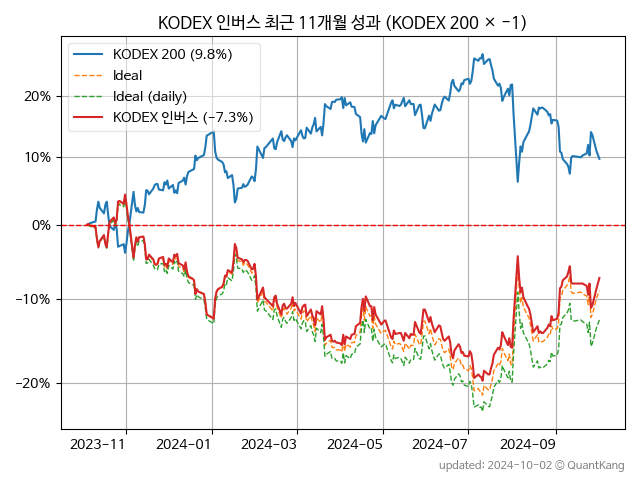 KODEX 인버스 최근 11개월 성과 (KODEX 200 × −1)
KODEX 200 (9.8%)
Ideal
Ideal (daily)
KODEX 인버스 (−7.3%)
20%
10%
0%
−10%
−20%
2023−11
2024−01
2024−03
2024−05
2024−07
2024−09
updated: 2024-10-02 © QuantKang